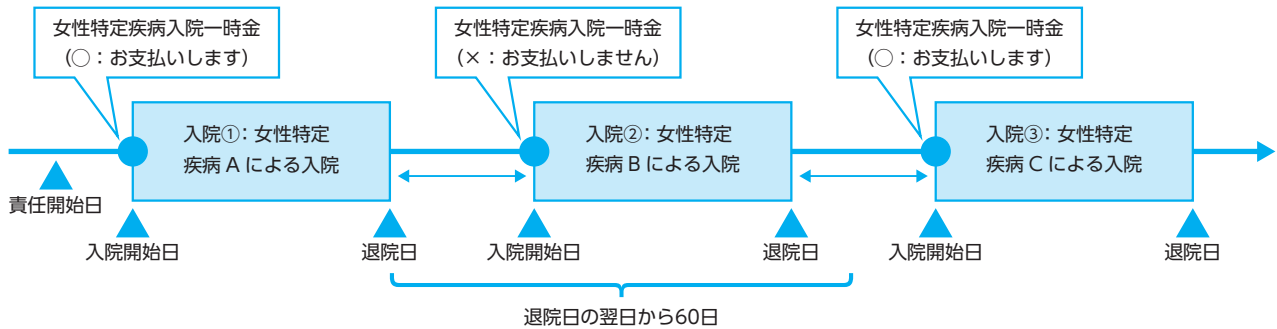 女性特定疾病入院一時金
(○：お支払いします)
女性特定疾病入院一時金
(×：お支払いしません)
女性特定疾病入院一時金
(○：お支払いします)
入院①：女性特定
疾病 A による入院
入院②：女性特定
疾病 B による入院
入院③：女性特定
疾病 C による入院
責任開始日
入院開始日
退院日
入院開始日
退院日
入院開始日
退院日
退院日の翌日から60日